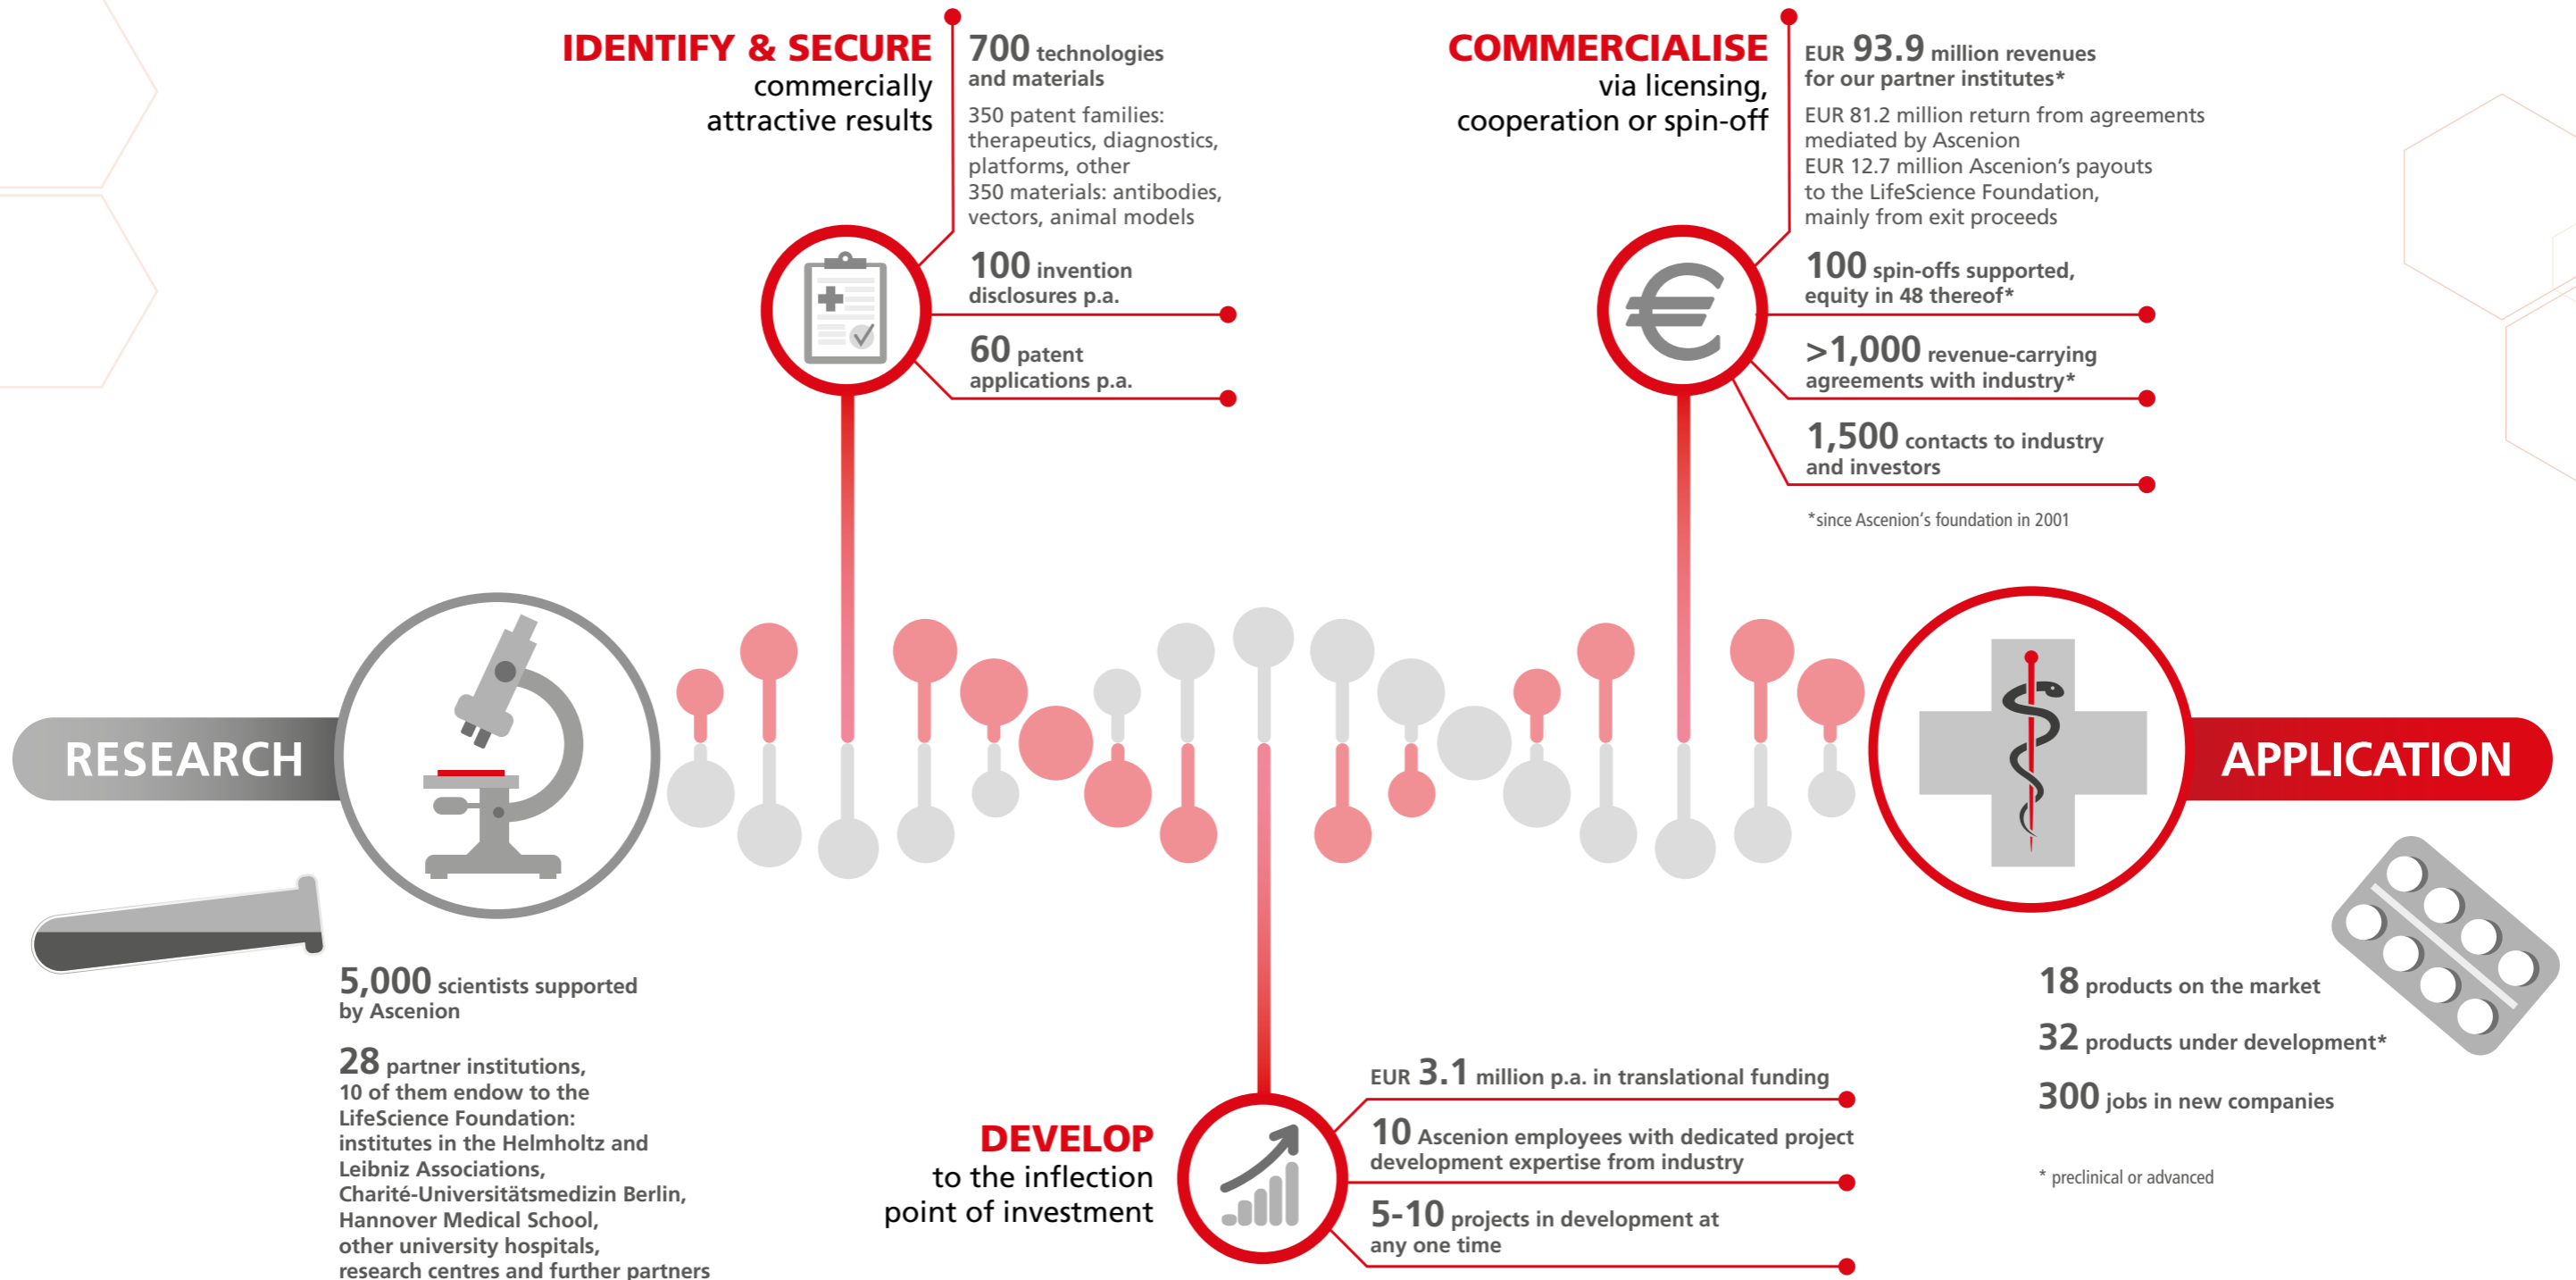 IDENTIFY & SECURE
commercially
attractive results
700 technologies
and materials
350 patent families:
therapeutics, diagnostics,
platforms, other
350 materials: antibodies,
vectors, animal models
100 invention
disclosures p.a.
60 patent
applications p.a.
COMMERCIALISE
via licensing,
cooperation or spin-off
EUR 93.9 million revenues
for our partner institutes*
EUR 81.2 million return from agreements
mediated by Ascenion
EUR 12.7 million Ascenion’s payouts
to the LifeScience Foundation,
mainly from exit proceeds
100 spin-offs supported,
equity in 48 thereof*
>1,000 revenue-carrying
agreements with industry*
1,500 contacts to industry
and investors
*since Ascenion’s foundation in 2001
RESEARCH
APPLICATION
5,000 scientists supported
by Ascenion
28 partner institutions,
10 of them endow to the
LifeScience Foundation:
institutes in the Helmholtz and
Leibniz Associations,
Charité-Universitätsmedizin Berlin,
Hannover Medical School,
other university hospitals,
research centres and further partners
DEVELOP
to the inflection
point of investment
EUR 3.1 million p.a. in translational funding
10 Ascenion employees with dedicated project
development expertise from industry
5-10 projects in development at
any one time
18 products on the market
32 products under development*
300 jobs in new companies
* preclinical or advanced